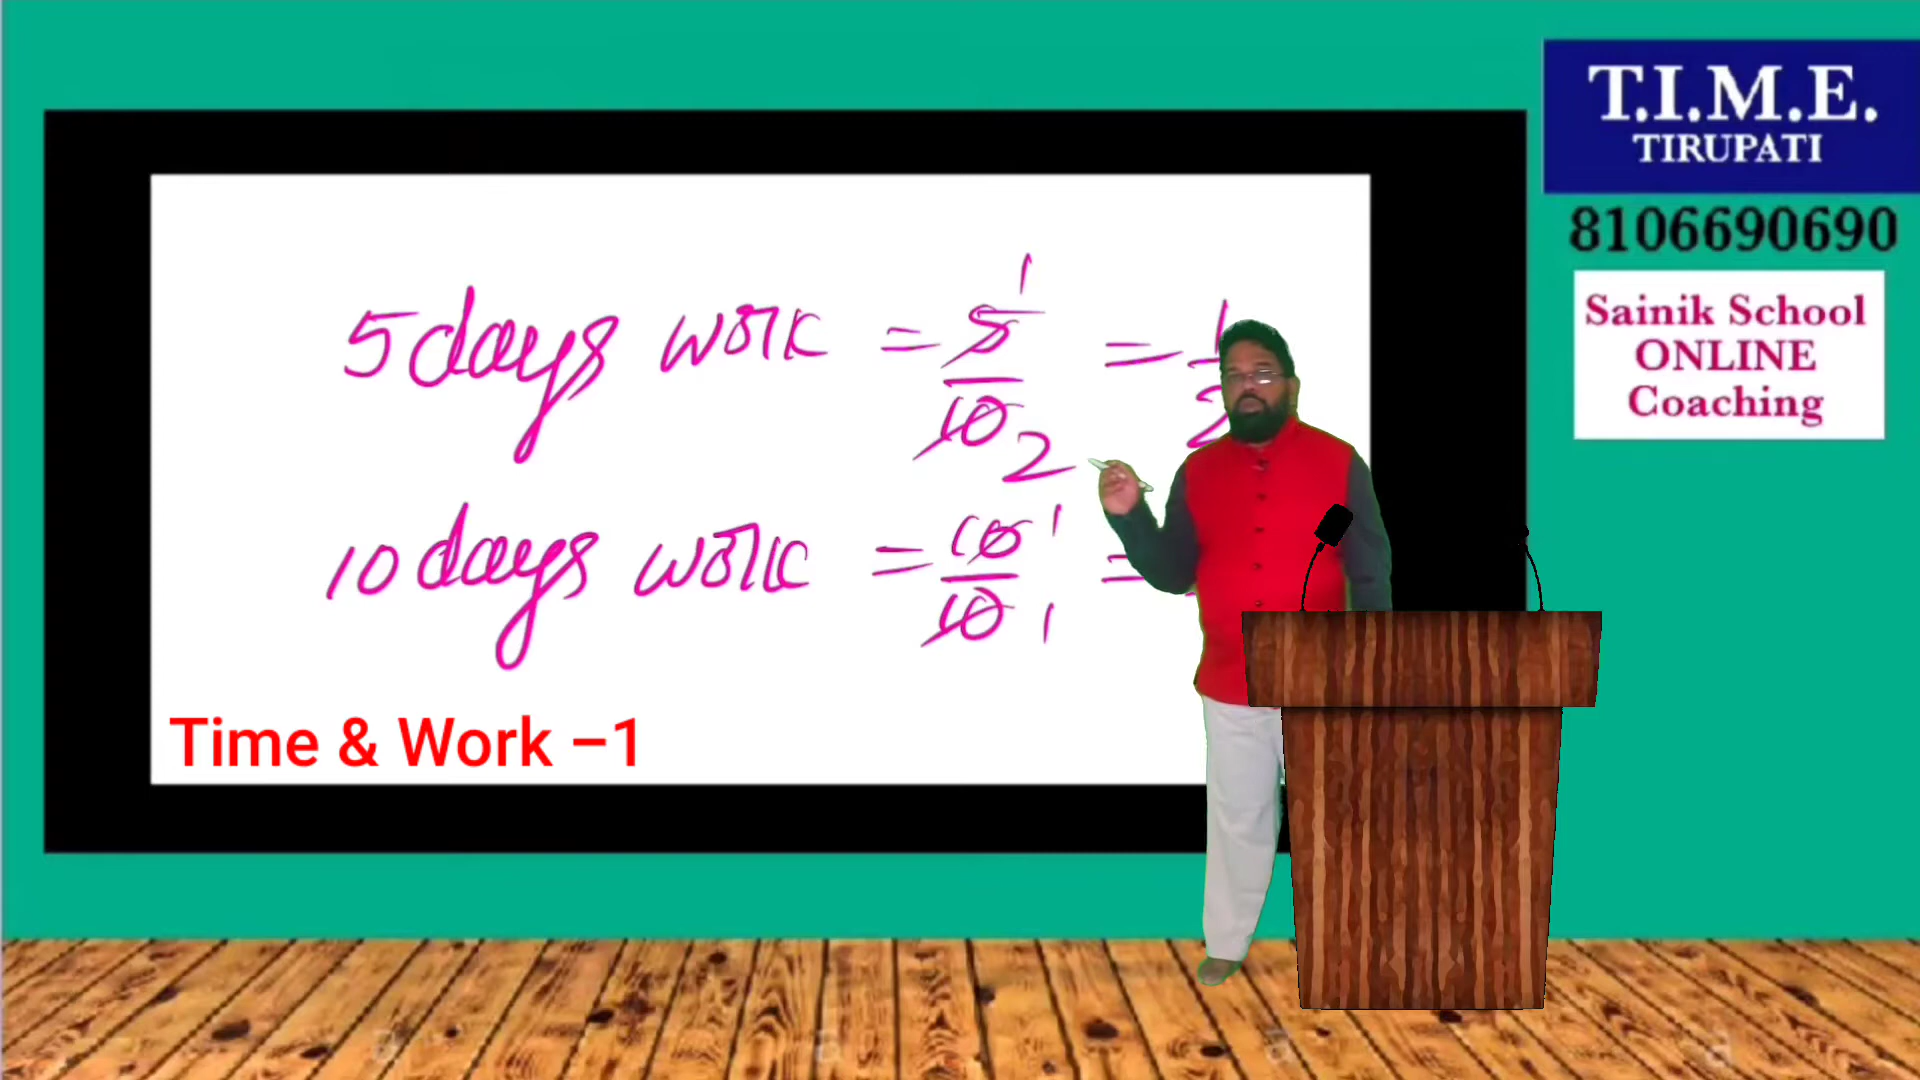 T.I.M.E.
TIRUPATI
8106690690
Sainik School
ONLINE
Coaching
5 days work = 5/10 = 1/2
10 days work = 10/10 =
Time & Work –1